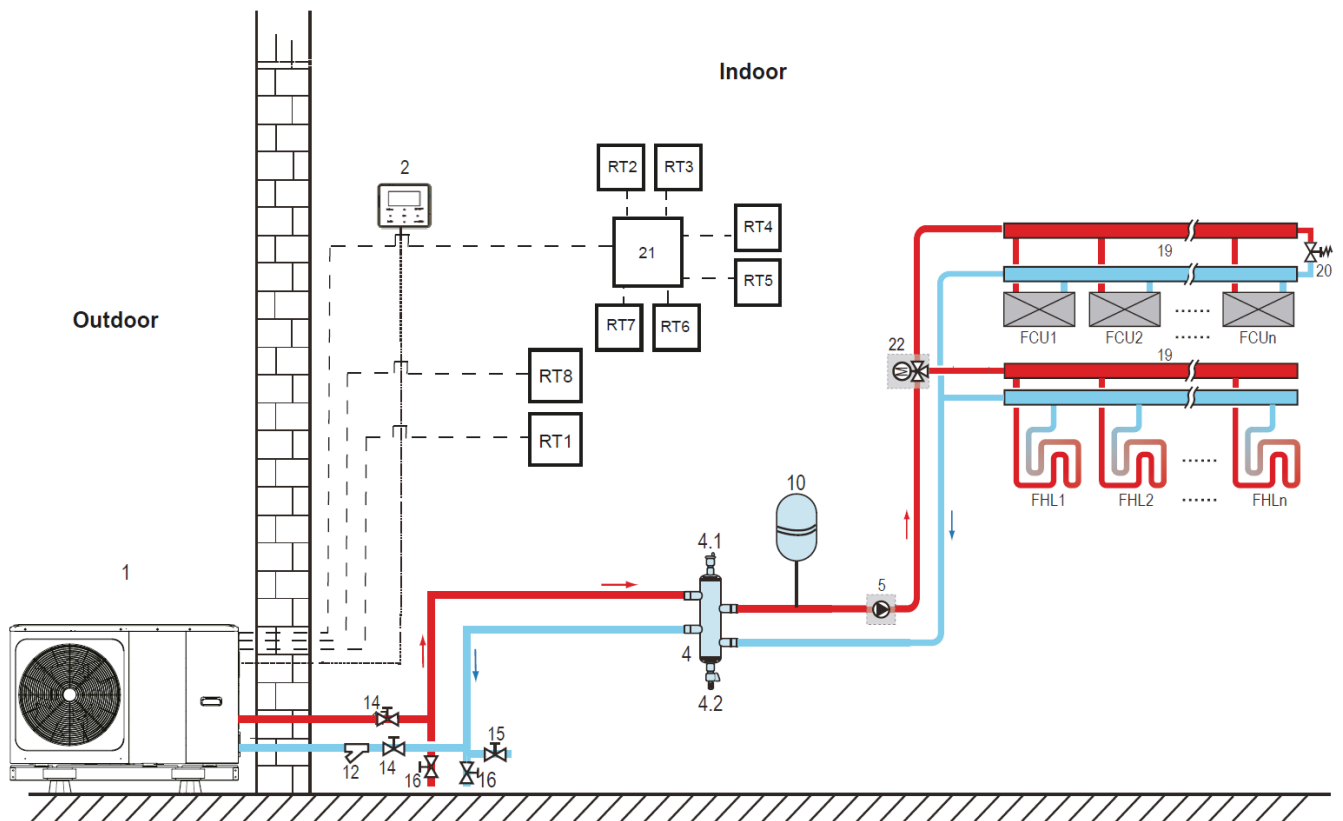 Indoor
2
RT2
RT3
RT4
21
RT5
RT7
RT6
19
20
Outdoor
FCU1
FCU2
......
......
FCUn
22
19
M
RT8
RT1
FHL1
FHL2
......
......
FHLn
10
4.1
1
5
4
4.2
14
15
12
14
16
16